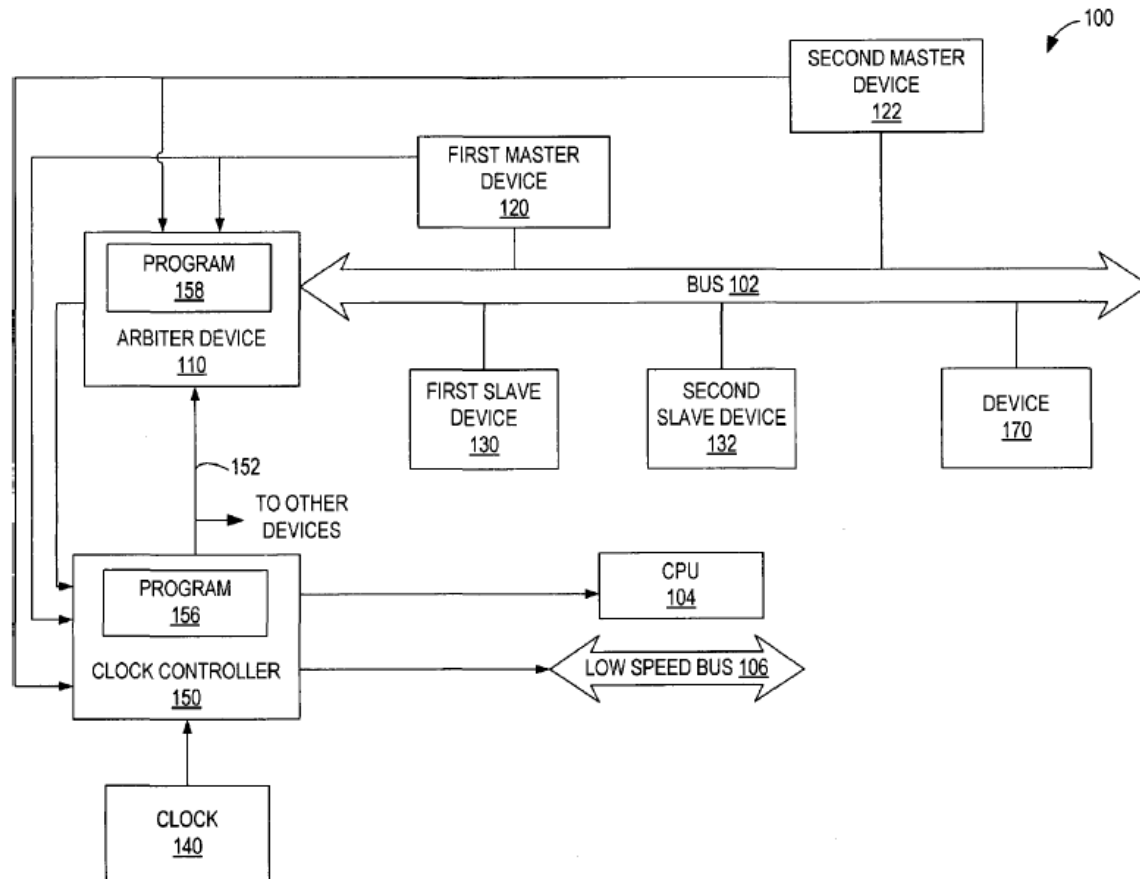 100
SECOND MASTER
DEVICE
122
FIRST MASTER
DEVICE
120
PROGRAM
158
ARBITER DEVICE
110
BUS 102
FIRST SLAVE
DEVICE
130
SECOND
SLAVE DEVICE
132
DEVICE
170
152
TO OTHER
DEVICES
PROGRAM
156
CLOCK CONTROLLER
150
CPU
104
LOW SPEED BUS 106
CLOCK
140